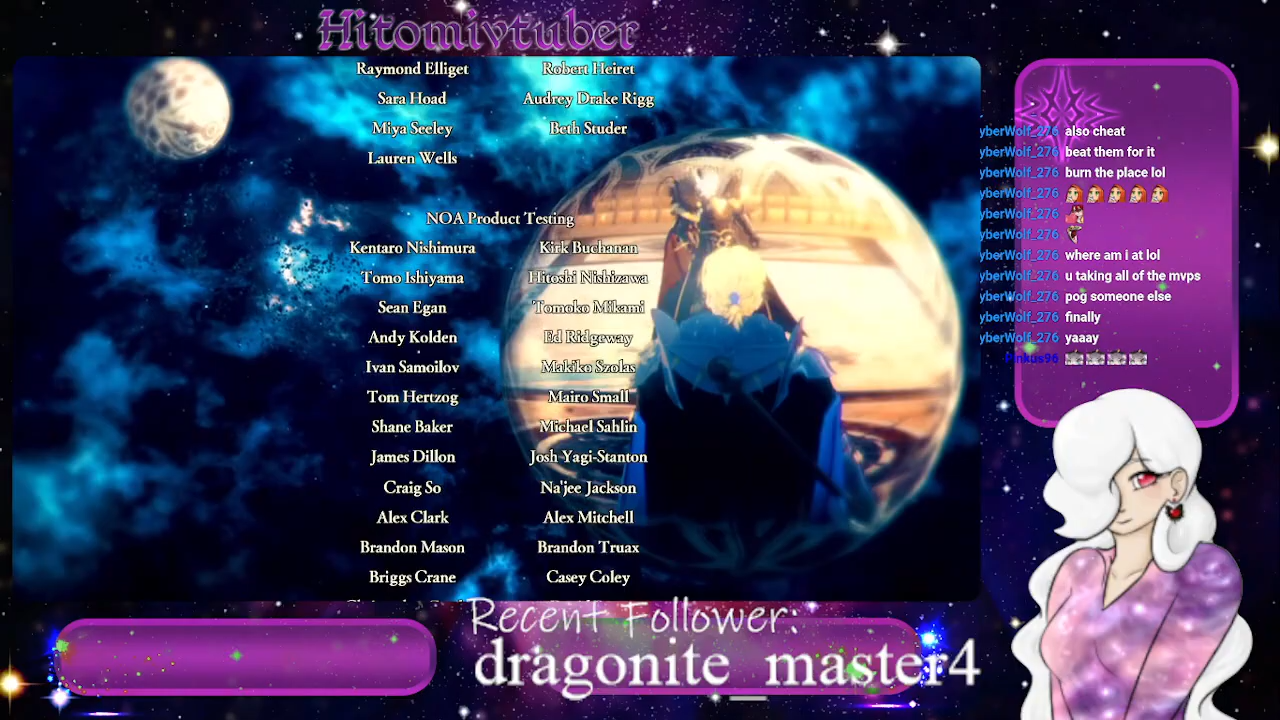 Hitomivtuber
Raymond Elliget Robert Heiret
Sara Hoad Audrey Drake Rigg
Miya Seeley Beth Studer
Lauren Wells
NOA Product Testing
Kentaro Nishimura Kirk Buchanan
Tomo Ishiyama Hitoshi Nishizawa
Sean Egan Tomoko Mikami
Andy Kolden Ed Ridgeway
Ivan Samoilov Makiko Szolas
Tom Hertzog Mairo Small
Shane Baker Michael Sahlin
James Dillon Josh Yagi-Stanton
Craig So Na'jee Jackson
Alex Clark Alex Mitchell
Brandon Mason Brandon Truax
Briggs Crane Casey Coley
yberWolf_276 also cheat
yberWolf_276 beat them for it
yberWolf_276 burn the place lol
yberWolf_276
yberWolf_276
yberWolf_276
yberWolf_276 where am i at lol
yberWolf_276 u taking all of the mvps
yberWolf_276 pog someone else
yberWolf_276 finally
yberWolf_276 yaaay
Pinkus96
Recent Follower:
dragonite_master4